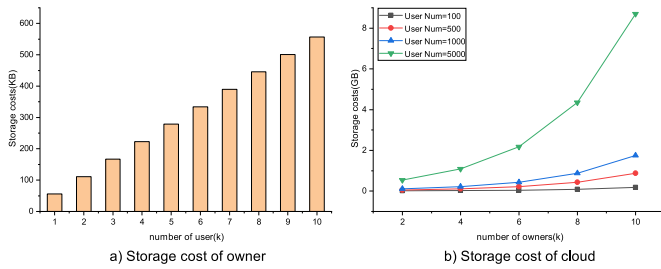 Storage costs(KB)
600
500
400
300
200
100
0
1 2 3 4 5 6 7 8 9 10
number of user(k)
a) Storage cost of owner
User Num=100
User Num=500
User Num=1000
User Num=5000
Storage costs(GB)
8
6
4
2
0
2 4 6 8 10
number of owners(k)
b) Storage cost of cloud